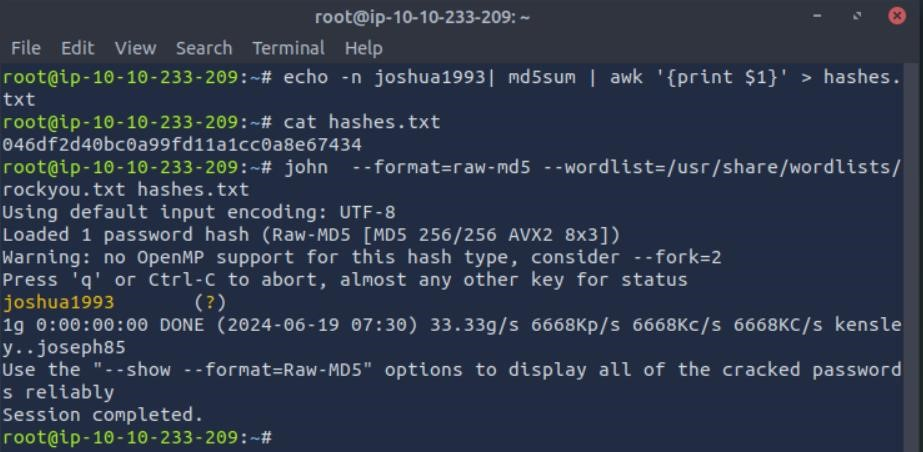 root@ip-10-10-233-209: ~
File Edit View Search Terminal Help
root@ip-10-10-233-209:~# echo -n joshua1993| md5sum | awk '{print $1}' > hashes.
txt
root@ip-10-10-233-209:~# cat hashes.txt
046df2d40bc0a99fd11a1cc0a8e67434
root@ip-10-10-233-209:~# john  --format=raw-md5 --wordlist=/usr/share/wordlists/
rockyou.txt hashes.txt
Using default input encoding: UTF-8
Loaded 1 password hash (Raw-MD5 [MD5 256/256 AVX2 8x3])
Warning: no OpenMP support for this hash type, consider --fork=2
Press 'q' or Ctrl-C to abort, almost any other key for status
joshua1993       (?)
1g 0:00:00:00 DONE (2024-06-19 07:30) 33.33g/s 6668Kp/s 6668Kc/s 6668KC/s kensle
y..joseph85
Use the "--show --format=Raw-MD5" options to display all of the cracked password
s reliably
Session completed.
root@ip-10-10-233-209:~#